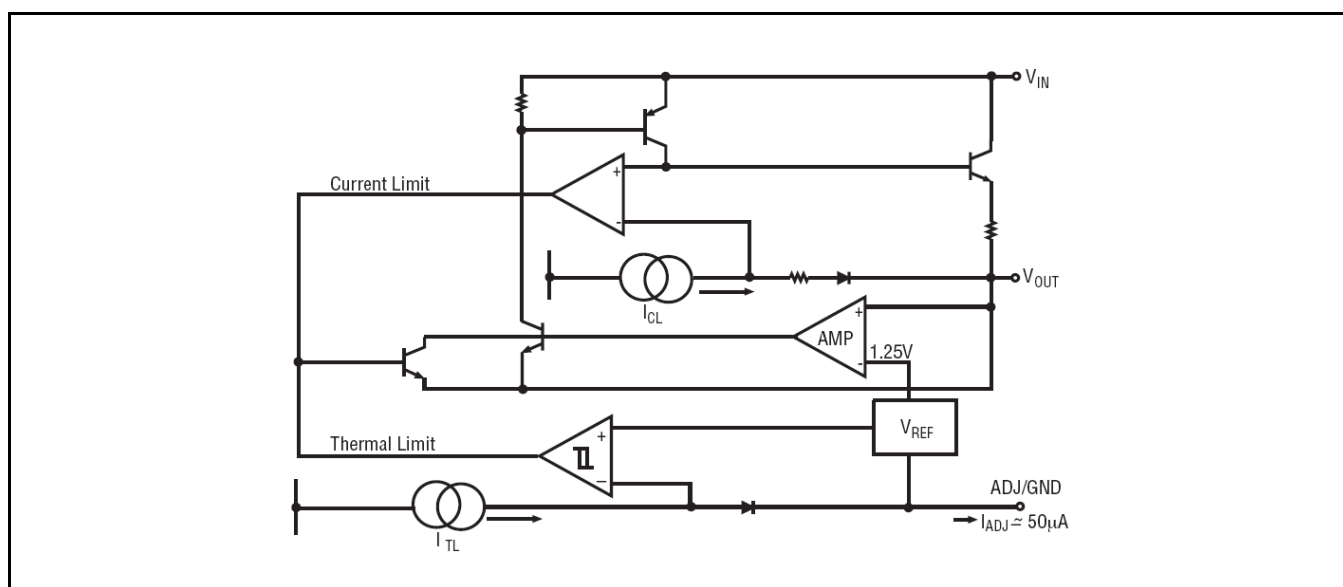 V_IN
+
Current Limit
-
V_OUT
I_CL
+
AMP
1.25V
-
V_REF
+
Thermal Limit
–
ADJ/GND
I_ADJ ≃ 50µA
I_TL